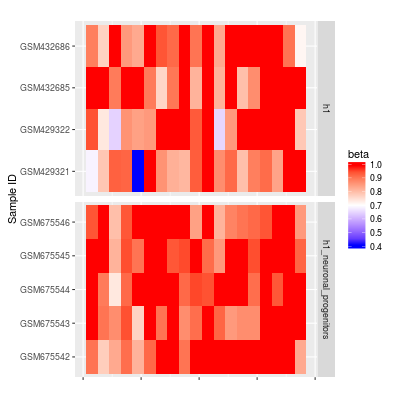 GSM432686
GSM432685
GSM429322
GSM429321
h1
GSM675546
GSM675545
GSM675544
GSM675543
GSM675542
h1_neuronal_progenitors
Sample ID
beta
1.0
0.9
0.8
0.7
0.6
0.5
0.4